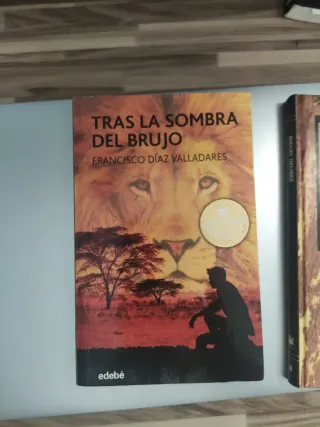 TRAS LA SOMBRA
DEL BRUJO
FRANCISCO DÍAZ VALLADARES
edebé